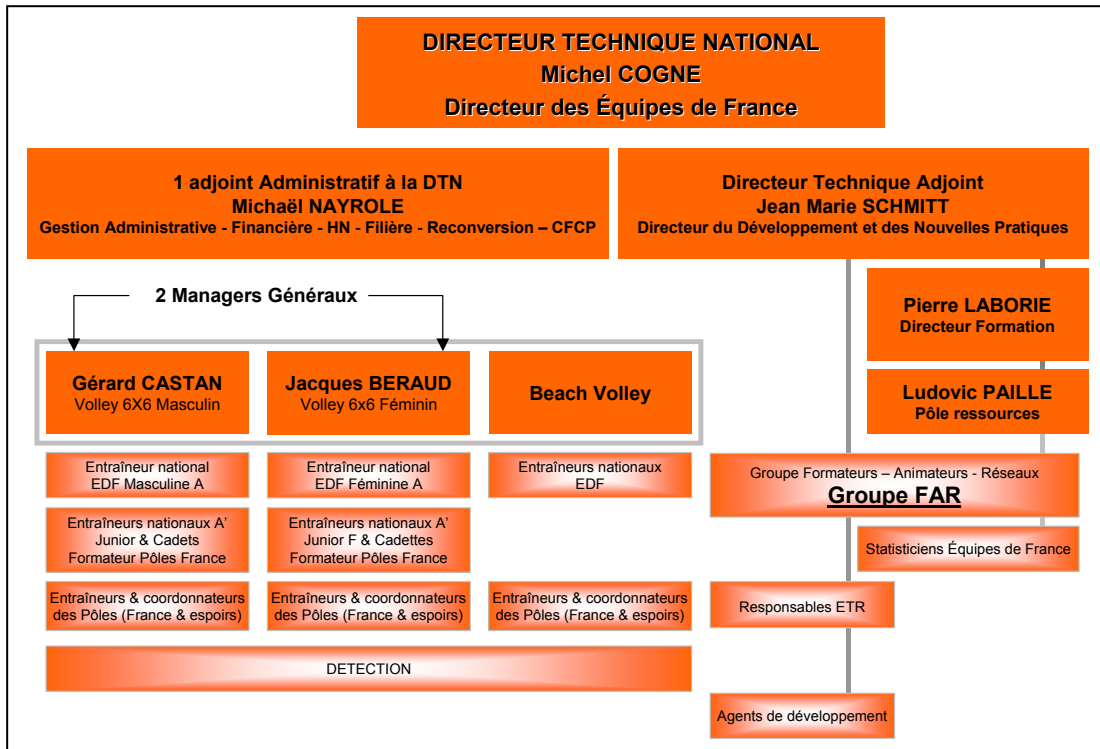 DIRECTEUR TECHNIQUE NATIONAL
Michel COGNE
Directeur des Équipes de France
1 adjoint Administratif à la DTN
Michaël NAYROLE
Gestion Administrative - Financière - HN - Filière - Reconversion – CFCP
Directeur Technique Adjoint
Jean Marie SCHMITT
Directeur du Développement et des Nouvelles Pratiques
2 Managers Généraux
Pierre LABORIE
Directeur Formation
Gérard CASTAN
Volley 6X6 Masculin
Jacques BERAUD
Volley 6x6 Féminin
Beach Volley
Ludovic PAILLE
Pôle ressources
Entraîneur national
EDF Masculine A
Entraîneur national
EDF Féminine A
Entraîneurs nationaux
EDF
Groupe Formateurs – Animateurs - Réseaux
Groupe FAR
Entraîneurs nationaux A’
Junior & Cadets
Formateur Pôles France
Entraîneurs nationaux A’
Junior F & Cadettes
Formateur Pôles France
Statisticiens Équipes de France
Entraîneurs & coordonnateurs
des Pôles (France & espoirs)
Entraîneurs & coordonnateurs
des Pôles (France & espoirs)
Entraîneurs & coordonnateurs
des Pôles (France & espoirs)
Responsables ETR
DETECTION
Agents de développement